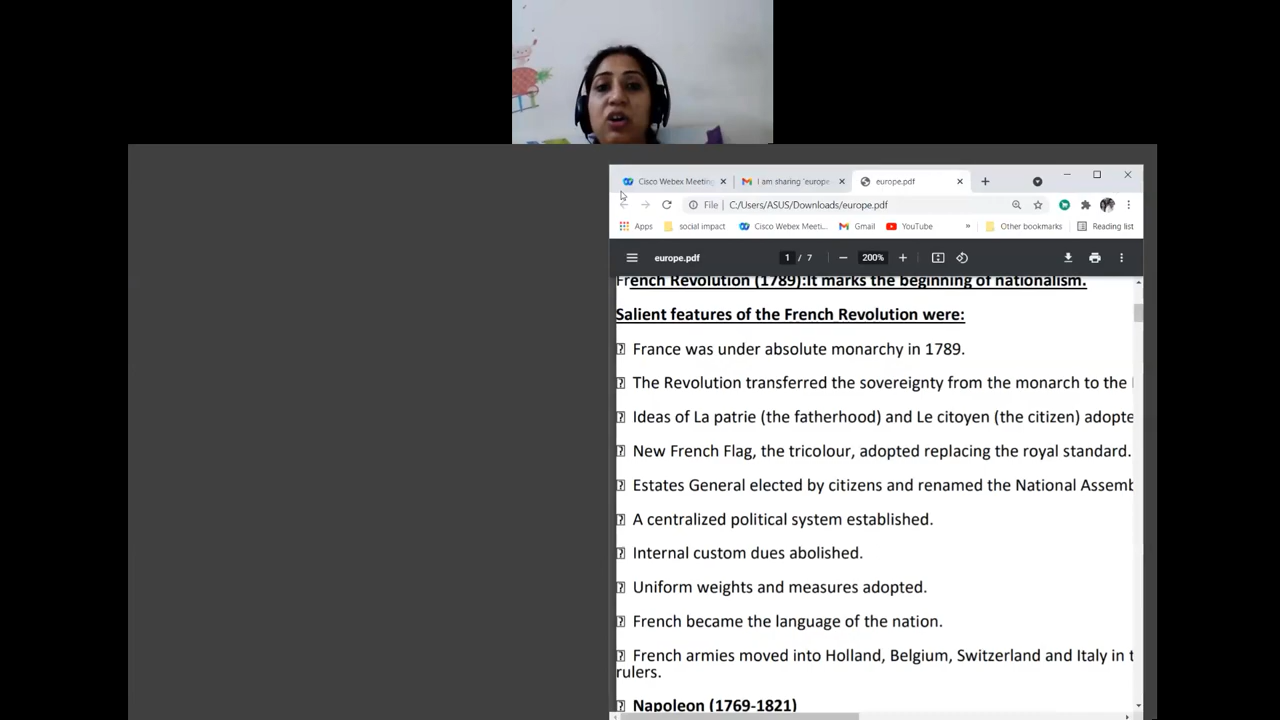 Cisco Webex Meeting
I am sharing 'europe
europe.pdf
File | C:/Users/ASUS/Downloads/europe.pdf
Apps social impact Cisco Webex Meeti... Gmail YouTube » Other bookmarks Reading list
europe.pdf 1 / 7 200%
French Revolution (1789):It marks the beginning of nationalism.
Salient features of the French Revolution were:
France was under absolute monarchy in 1789.
The Revolution transferred the sovereignty from the monarch to the
Ideas of La patrie (the fatherhood) and Le citoyen (the citizen) adopte
New French Flag, the tricolour, adopted replacing the royal standard.
Estates General elected by citizens and renamed the National Assemb
A centralized political system established.
Internal custom dues abolished.
Uniform weights and measures adopted.
French became the language of the nation.
French armies moved into Holland, Belgium, Switzerland and Italy in t
rulers.
Napoleon (1769-1821)